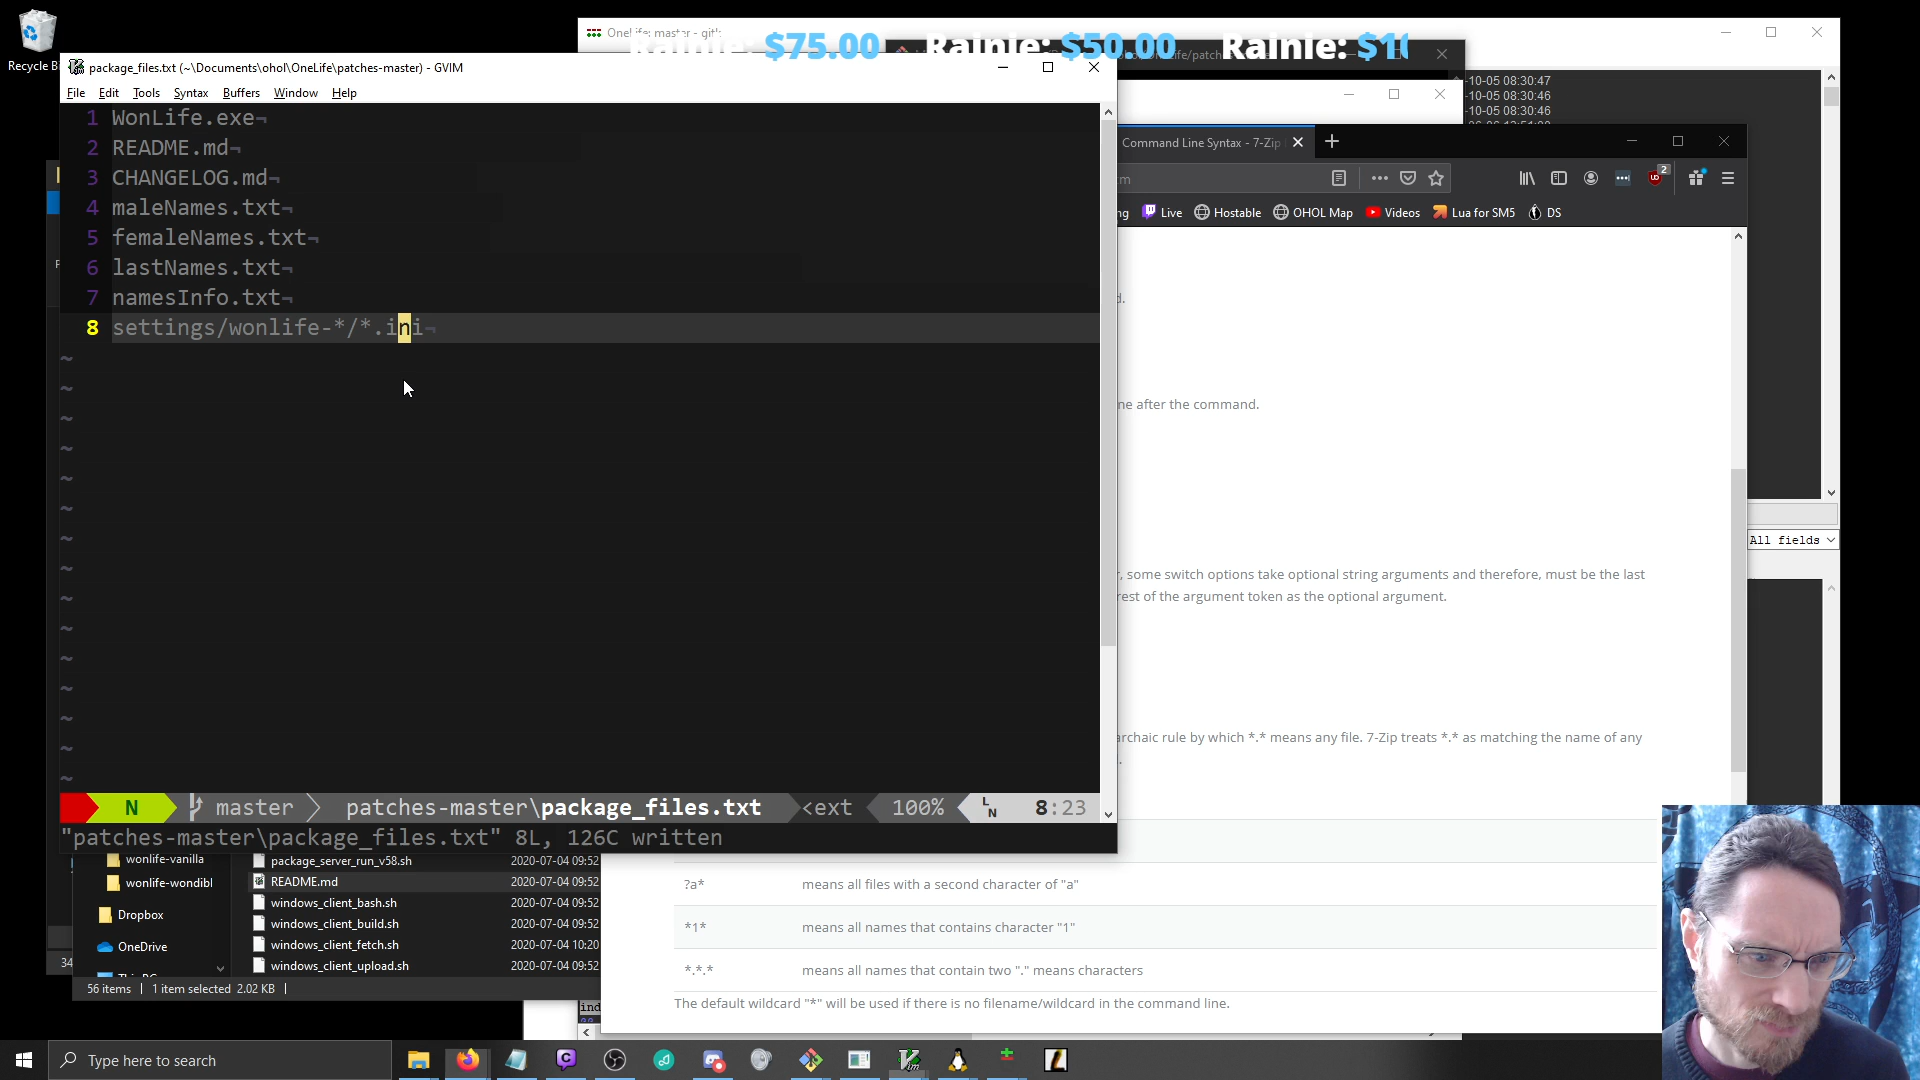 OneLife: master - gitk
Rainie: $75.00 Rainie: $50.00 Rainie: $1
Recycle Bi
package_files.txt (~\Documents\ohol\OneLife\patches-master) - GVIM
File Edit Tools Syntax Buffers Window Help
1 WonLife.exe¬
2 README.md¬
3 CHANGELOG.md¬
4 maleNames.txt¬
5 femaleNames.txt¬
6 lastNames.txt¬
7 namesInfo.txt¬
8 settings/wonlife-*/*.ini¬
master patches-master\package_files.txt <ext 100% LN 8:23
N
"patches-master\package_files.txt" 8L, 126C written
-10-05 08:30:47
-10-05 08:30:46
-10-05 08:30:46
Command Line Syntax - 7-Zip
2
ng Live Hostable OHOL Map Videos Lua for SM5 DS
d.
ne after the command.
All fields
, some switch options take optional string arguments and therefore, must be the last
rest of the argument token as the optional argument.
archaic rule by which *.* means any file. 7-Zip treats *.* as matching the name of any
.
?a* means all files with a second character of "a"
*1* means all names that contains character "1"
*.*.* means all names that contain two "." means characters
The default wildcard "*" will be used if there is no filename/wildcard in the command line.
wonlife-vanilla
wonlife-wondibl
Dropbox
OneDrive
package_server_run_v58.sh 2020-07-04 09:52
README.md 2020-07-04 09:52
windows_client_bash.sh 2020-07-04 09:52
windows_client_build.sh 2020-07-04 09:52
windows_client_fetch.sh 2020-07-04 10:20
windows_client_upload.sh 2020-07-04 09:52
34
56 items 1 item selected 2.02 KB
ind
Type here to search